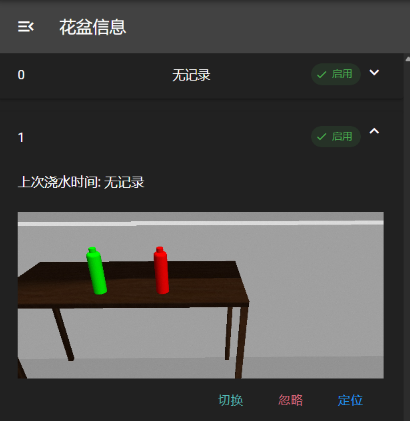 花盆信息
0 无记录 启用
1 启用
上次浇水时间: 无记录
切换 忽略 定位